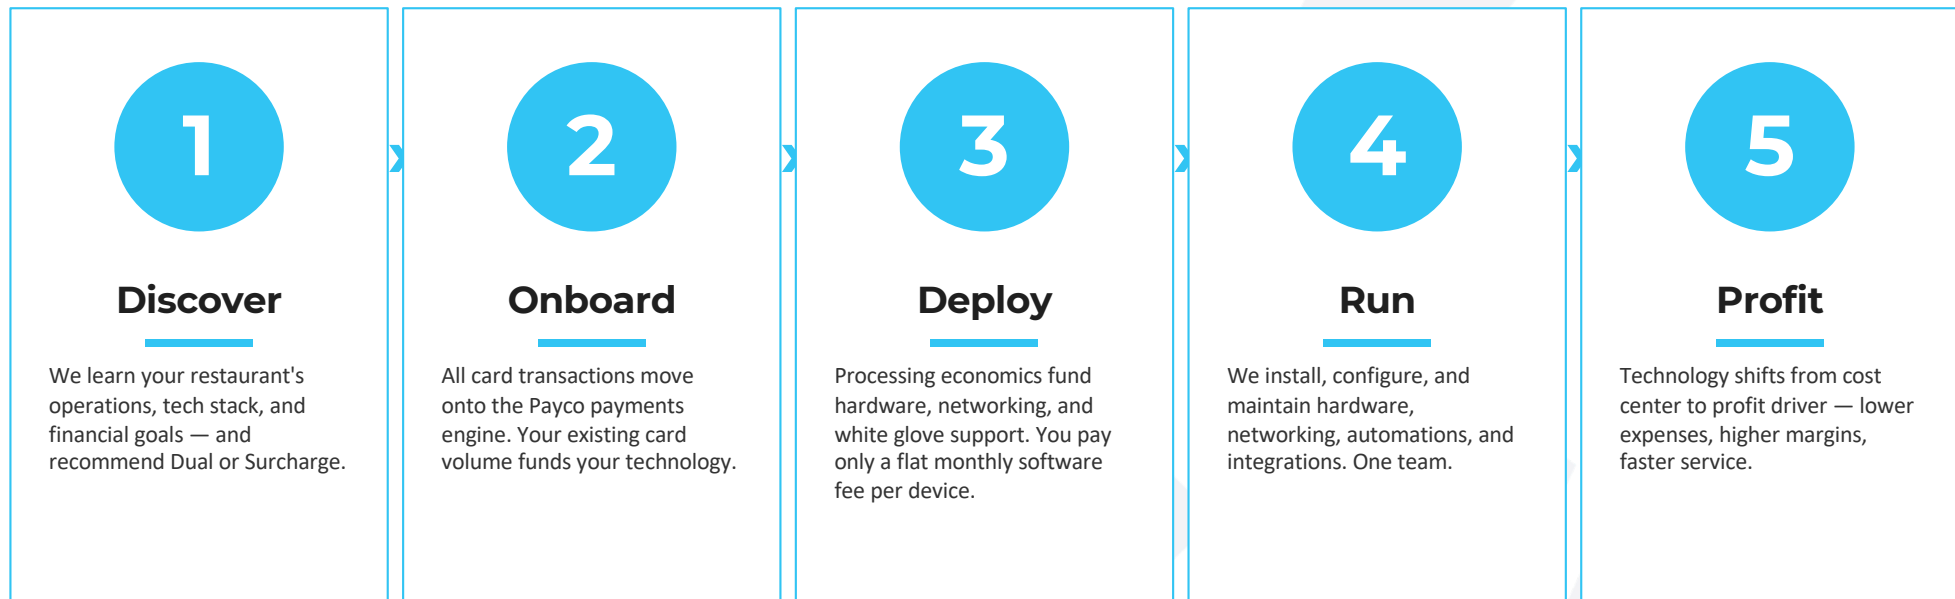 1
Discover
We learn your restaurant's
operations, tech stack, and
financial goals — and
recommend Dual or Surcharge.
2
Onboard
All card transactions move
onto the Payco payments
engine. Your existing card
volume funds your technology.
3
Deploy
Processing economics fund
hardware, networking, and
white glove support. You pay
only a flat monthly software
fee per device.
4
Run
We install, configure, and
maintain hardware,
networking, automations, and
integrations. One team.
5
Profit
Technology shifts from cost
center to profit driver — lower
expenses, higher margins,
faster service.